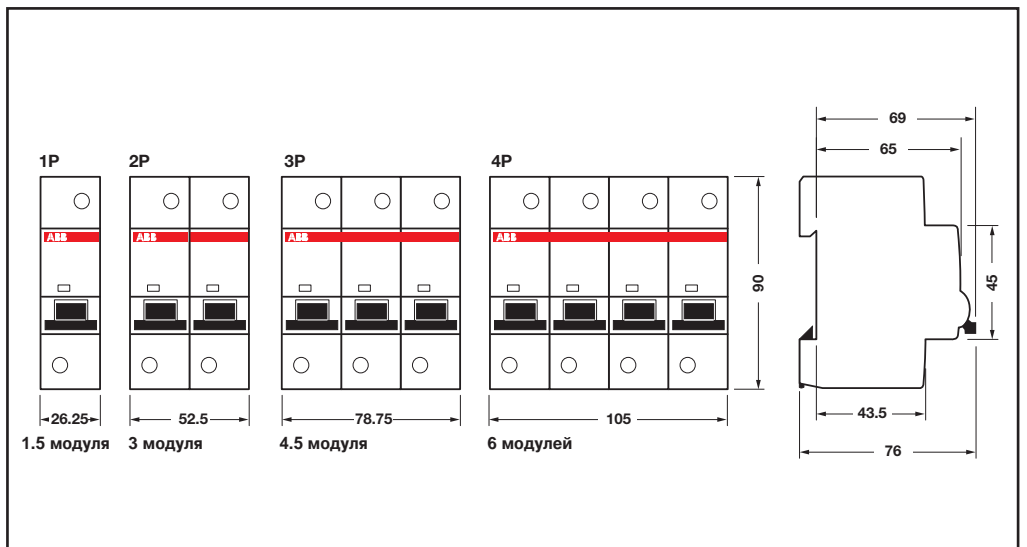 69
65
1P
2P
3P
4P
ABB
ABB
ABB
ABB
90
45
26.25
52.5
78.75
105
43.5
1.5 модуля
3 модуля
4.5 модуля
6 модулей
76